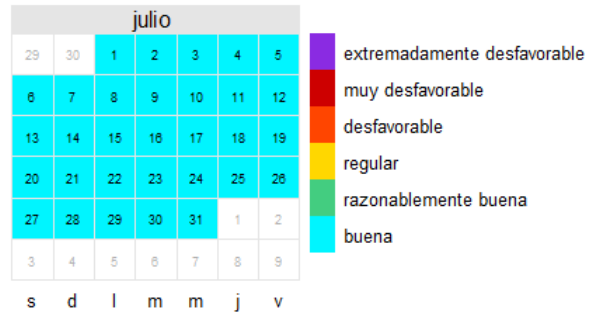 julio
29 30 1 2 3 4 5
6 7 8 9 10 11 12
13 14 15 16 17 18 19
20 21 22 23 24 25 26
27 28 29 30 31 1 2
3 4 5 6 7 8 9
s d l m m j v
extremadamente desfavorable
muy desfavorable
desfavorable
regular
razonablemente buena
buena